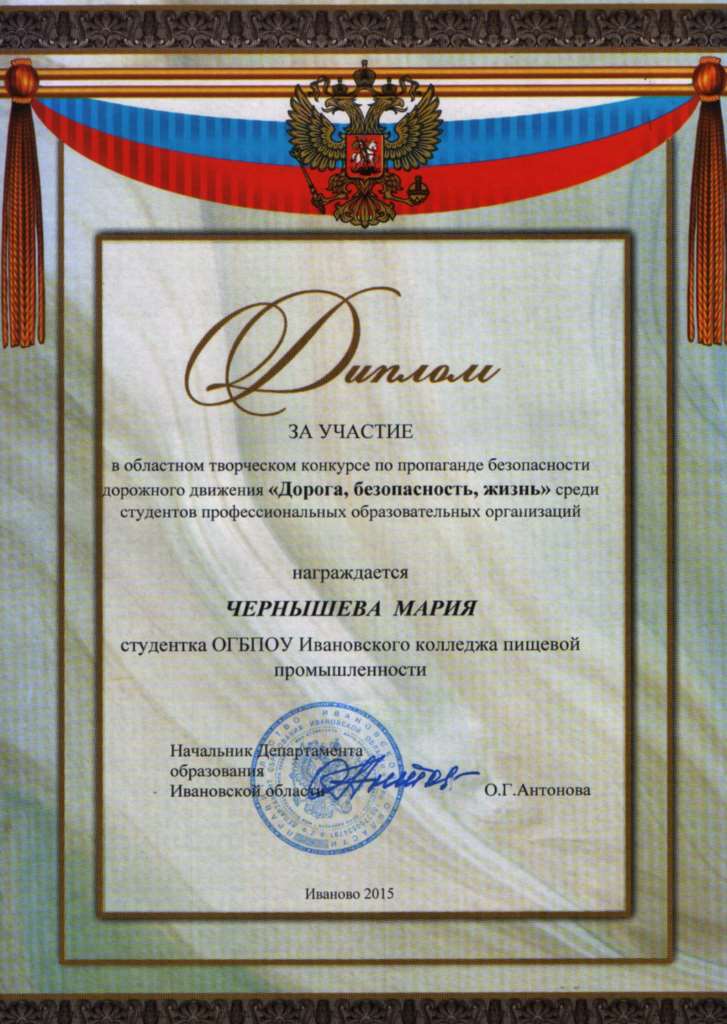 Диплом
ЗА УЧАСТИЕ
в областном творческом конкурсе по пропаганде безопасности
дорожного движения «Дорога, безопасность, жизнь» среди
студентов профессиональных образовательных организаций
награждается
ЧЕРНЫШЕВА МАРИЯ
студентка ОГБПОУ Ивановского колледжа пищевой
промышленности
Начальник Департамента
образования
Ивановской области
О.Г.Антонова
Иваново 2015